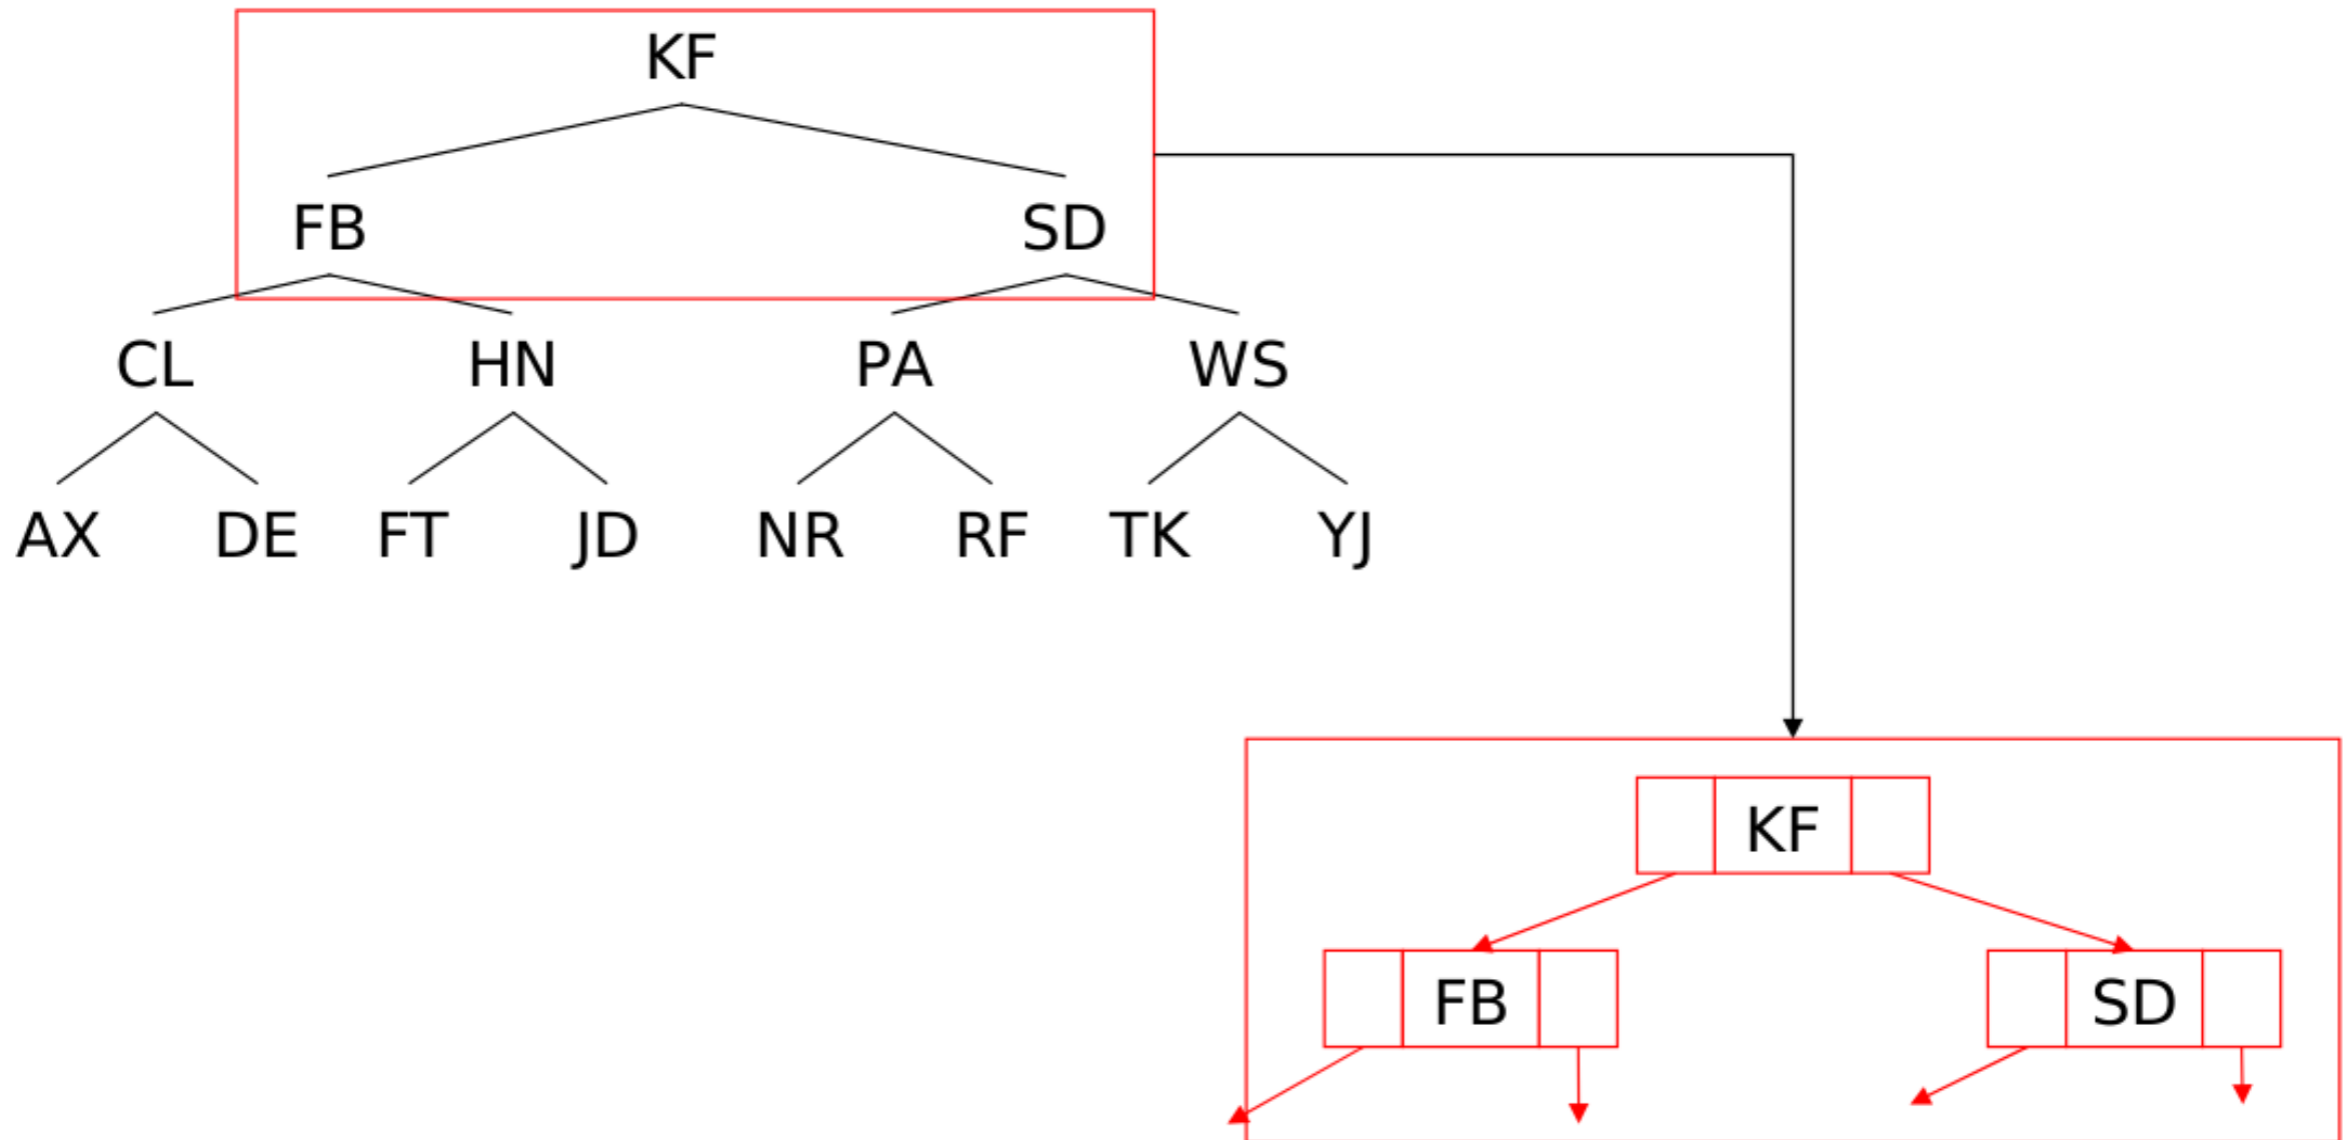 KF
FB SD
CL HN PA WS
AX DE FT JD NR RF TK YJ
KF
FB SD